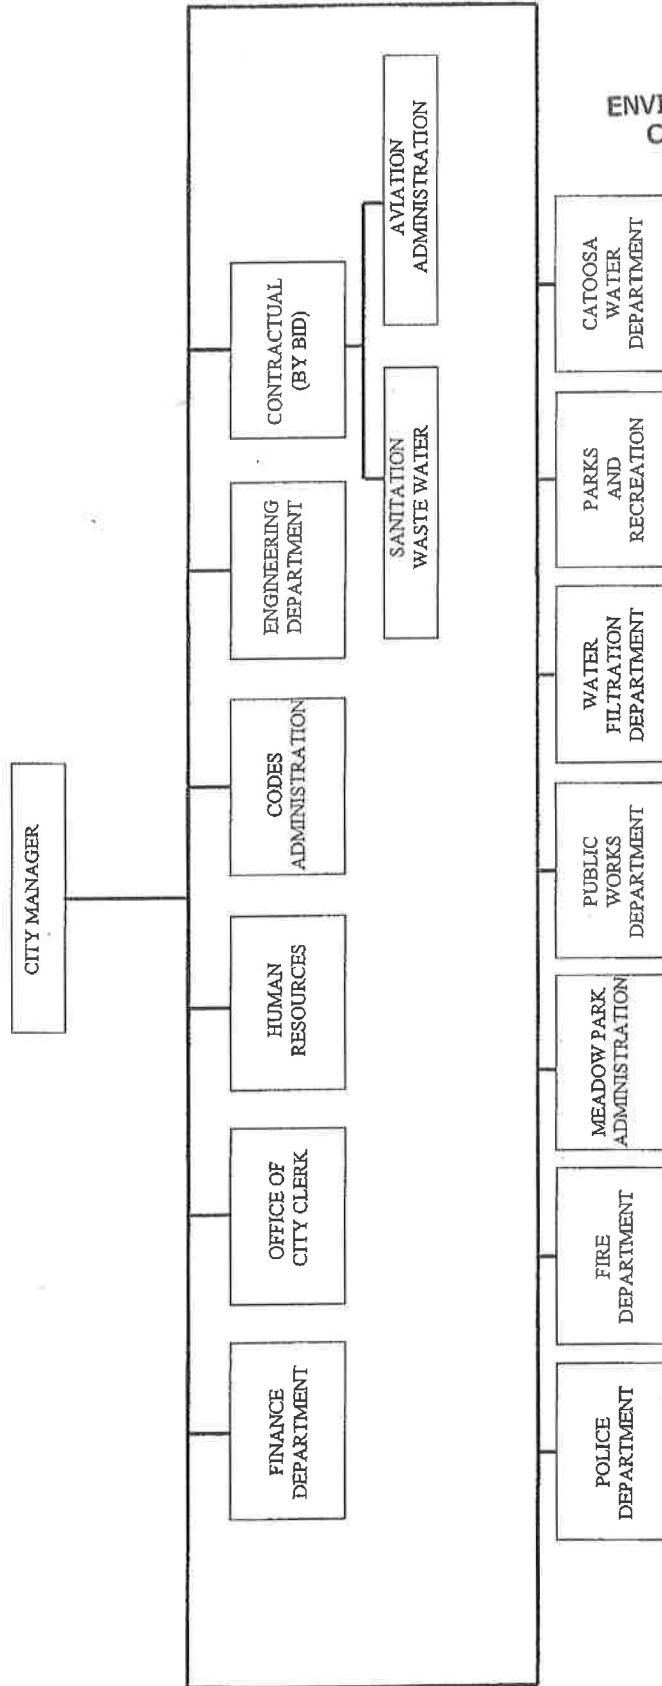 CITY MANAGER
FINANCE
DEPARTMENT
OFFICE OF
CITY CLERK
HUMAN
RESOURCES
CODES
ADMINISTRATION
ENGINEERING
DEPARTMENT
CONTRACTUAL
(BY BID)
SANITATION
WASTE WATER
AVIATION
ADMINISTRATION
POLICE
DEPARTMENT
FIRE
DEPARTMENT
MEADOW PARK
ADMINISTRATION
PUBLIC
WORKS
DEPARTMENT
WATER
FILTRATION
DEPARTMENT
PARKS
AND
RECREATION
CATOOSA
WATER
DEPARTMENT